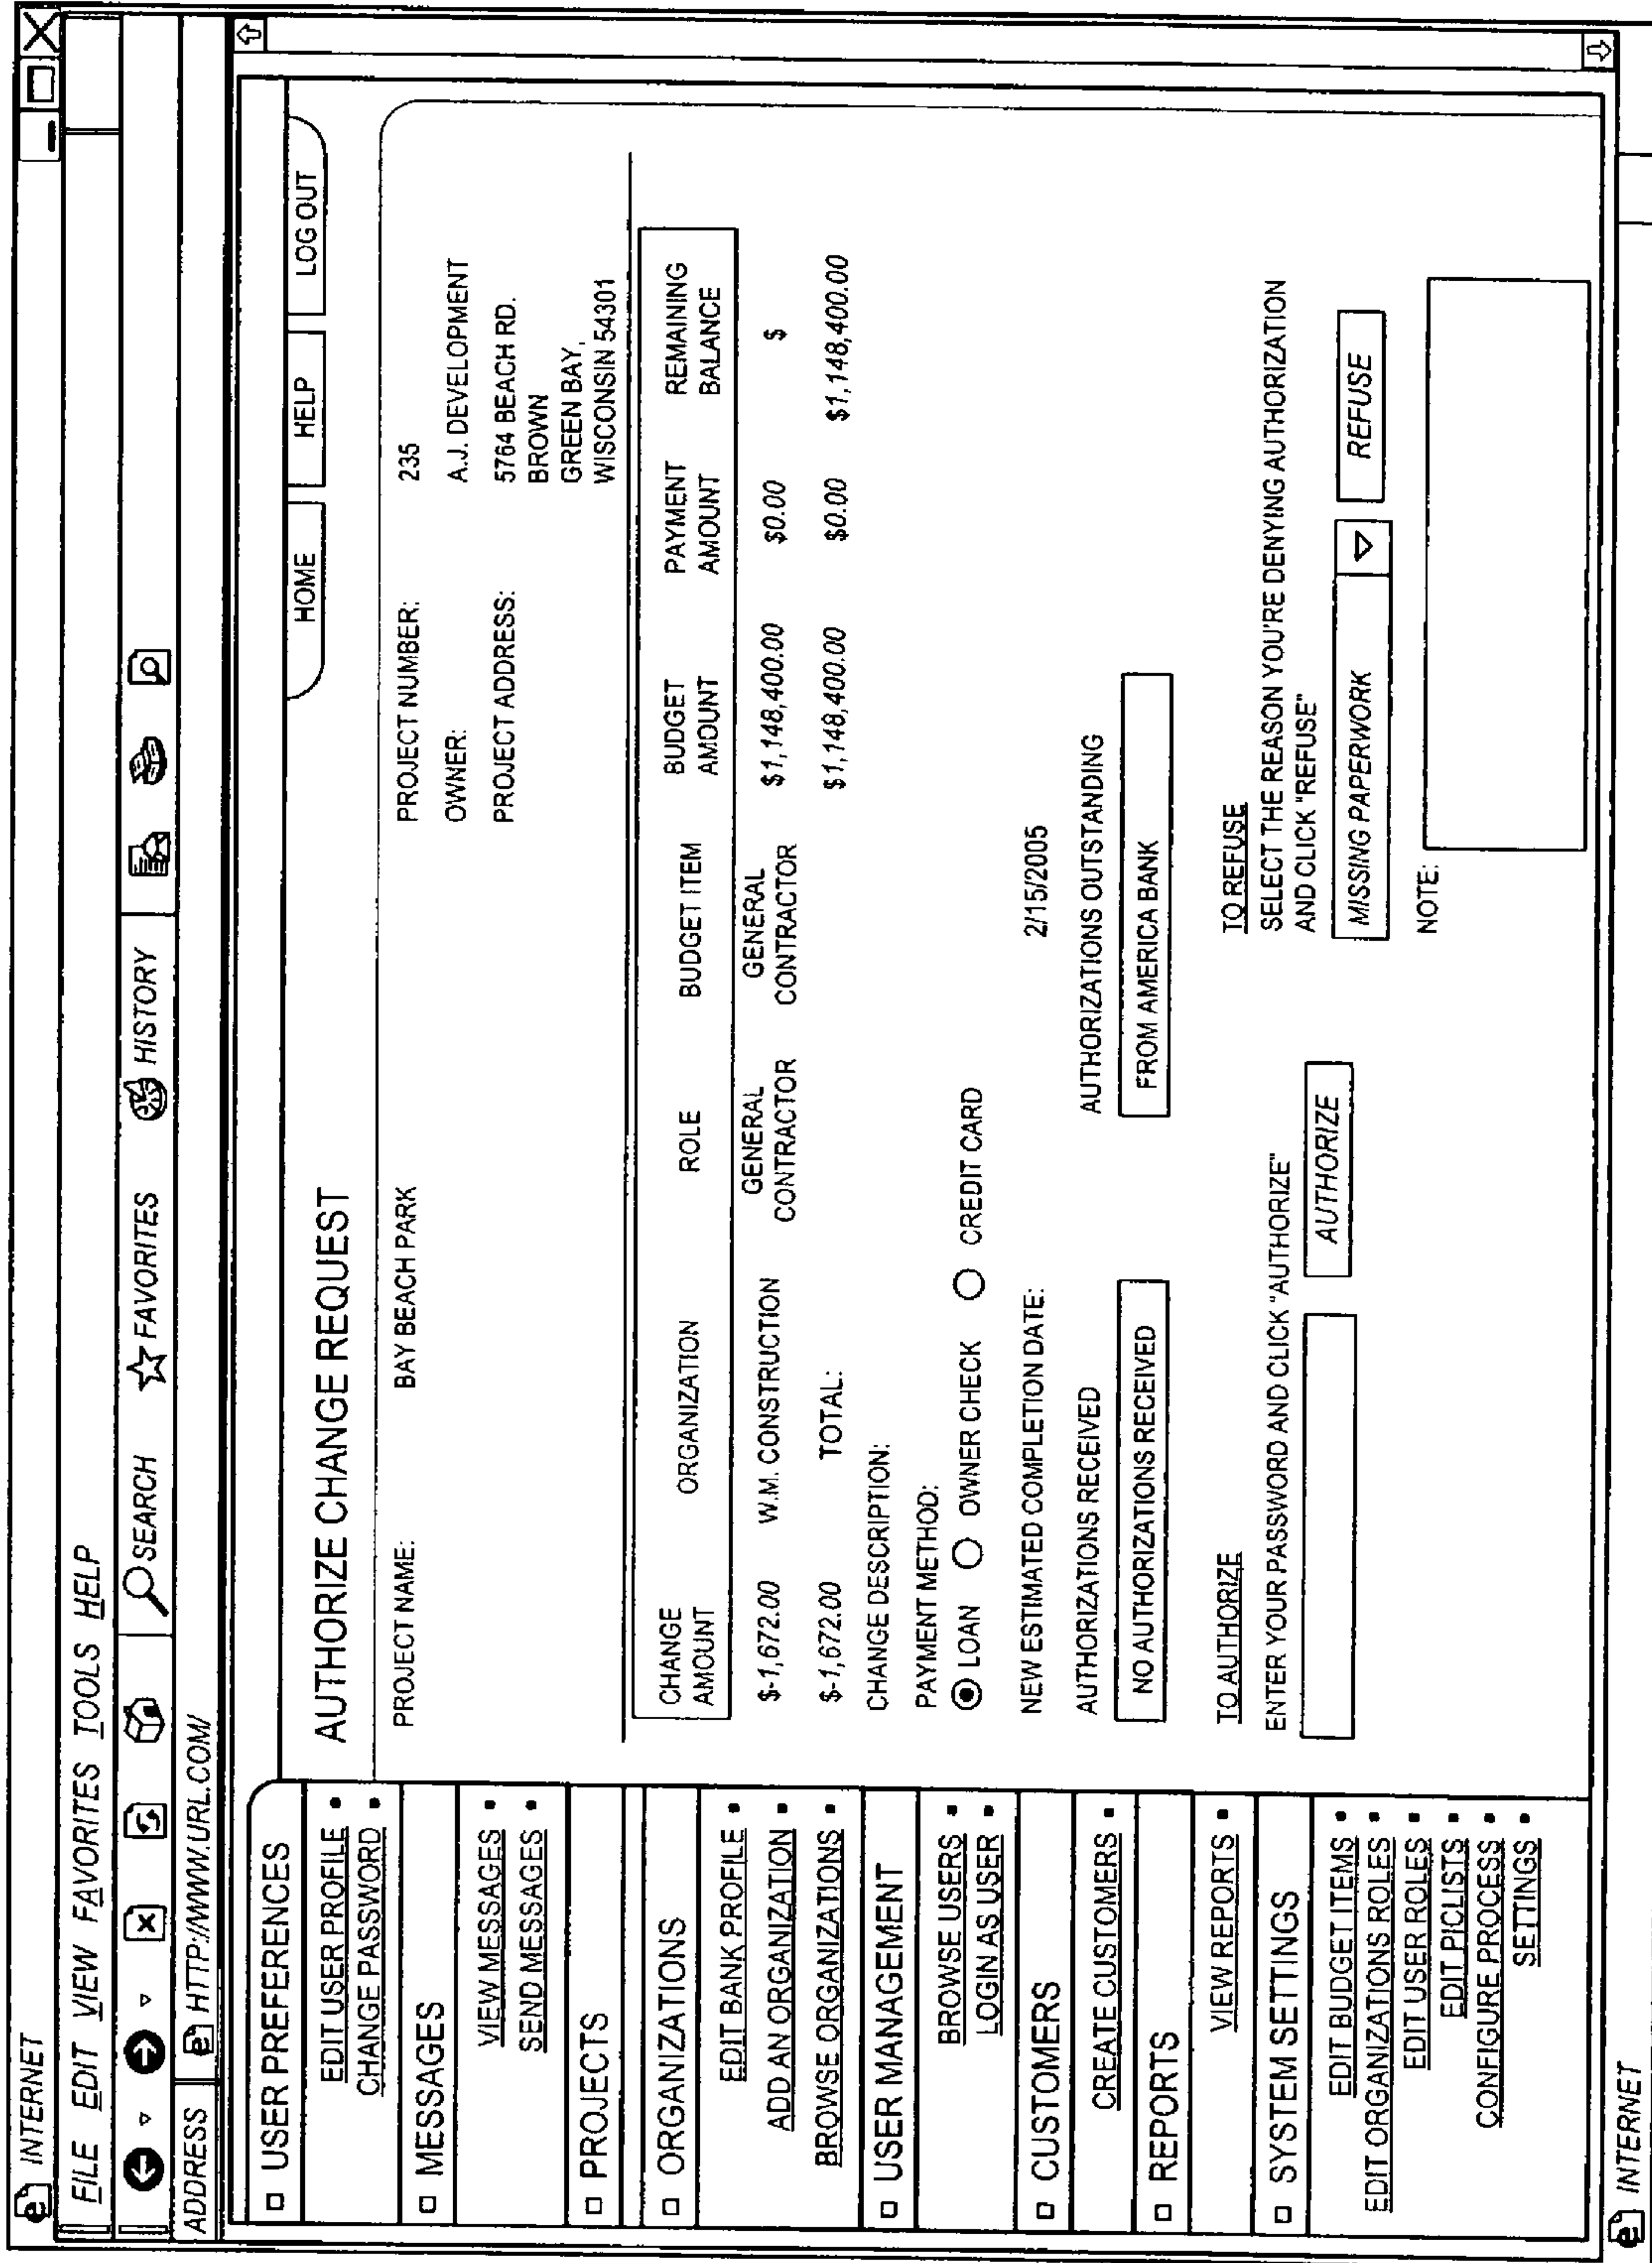 INTERNET
FILE EDIT VIEW FAVORITES TOOLS HELP
SEARCH FAVORITES HISTORY
ADDRESS HTTP://WWW.URL.COM/
USER PREFERENCES
EDIT USER PROFILE
CHANGE PASSWORD
MESSAGES
VIEW MESSAGES
SEND MESSAGES
PROJECTS
ORGANIZATIONS
EDIT BANK PROFILE
ADD AN ORGANIZATION
BROWSE ORGANIZATIONS
USER MANAGEMENT
BROWSE USERS
LOGIN AS USER
CUSTOMERS
CREATE CUSTOMERS
REPORTS
VIEW REPORTS
SYSTEM SETTINGS
EDIT BUDGET ITEMS
EDIT ORGANIZATIONS ROLES
EDIT USER ROLES
EDIT PICLISTS
CONFIGURE PROCESS
SETTINGS
HOME HELP LOG OUT
AUTHORIZE CHANGE REQUEST
PROJECT NAME: BAY BEACH PARK PROJECT NUMBER: 235
OWNER: A.J. DEVELOPMENT
PROJECT ADDRESS: 5764 BEACH RD.
BROWN
GREEN BAY,
WISCONSIN 54301
CHANGE ORGANIZATION ROLE BUDGET ITEM BUDGET PAYMENT REMAINING
AMOUNT AMOUNT AMOUNT BALANCE
GENERAL GENERAL
$-1,672.00 W.M. CONSTRUCTION CONTRACTOR CONTRACTOR $1,148,400.00 $0.00 $
$-1,672.00 TOTAL: $1,148,400.00 $0.00 $1,148,400.00
CHANGE DESCRIPTION:
PAYMENT METHOD:
LOAN OWNER CHECK CREDIT CARD
NEW ESTIMATED COMPLETION DATE: 2/15/2005
AUTHORIZATIONS RECEIVED AUTHORIZATIONS OUTSTANDING
NO AUTHORIZATIONS RECEIVED FROM AMERICA BANK
TO AUTHORIZE TO REFUSE
ENTER YOUR PASSWORD AND CLICK "AUTHORIZE" SELECT THE REASON YOU'RE DENYING AUTHORIZATION
AND CLICK "REFUSE"
AUTHORIZE MISSING PAPERWORK REFUSE
NOTE:
INTERNET